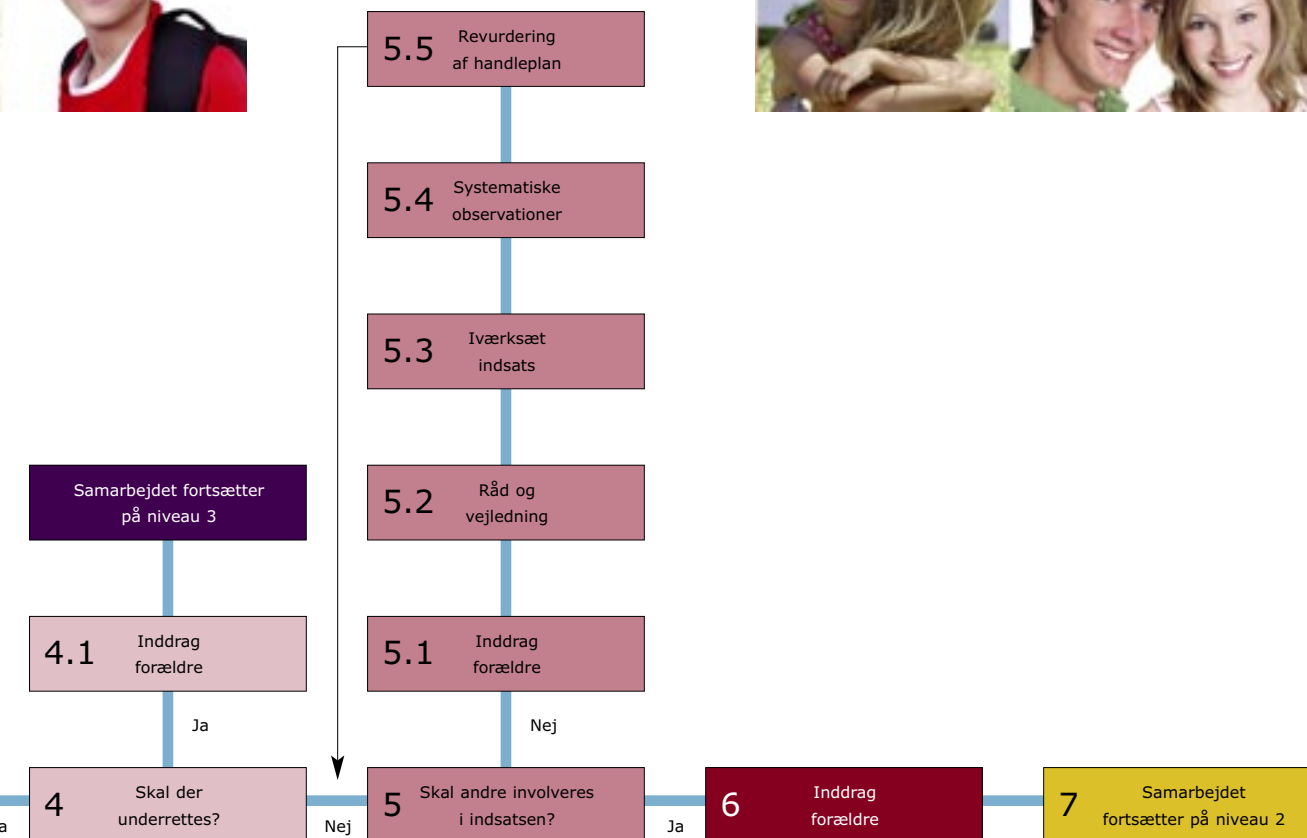 5.5
Revurdering
af handleplan
5.4
Systematiske
observationer
5.3
Iværksæt
indsats
Samarbejdet fortsætter
på niveau 3
5.2
Råd og
vejledning
4.1
Inddrag
forældre
5.1
Inddrag
forældre
Ja
Nej
4
Skal der
underrettes?
Nej
5
Skal andre involveres
i indsatsen?
Ja
6
Inddrag
forældre
7
Samarbejdet
fortsætter på niveau 2